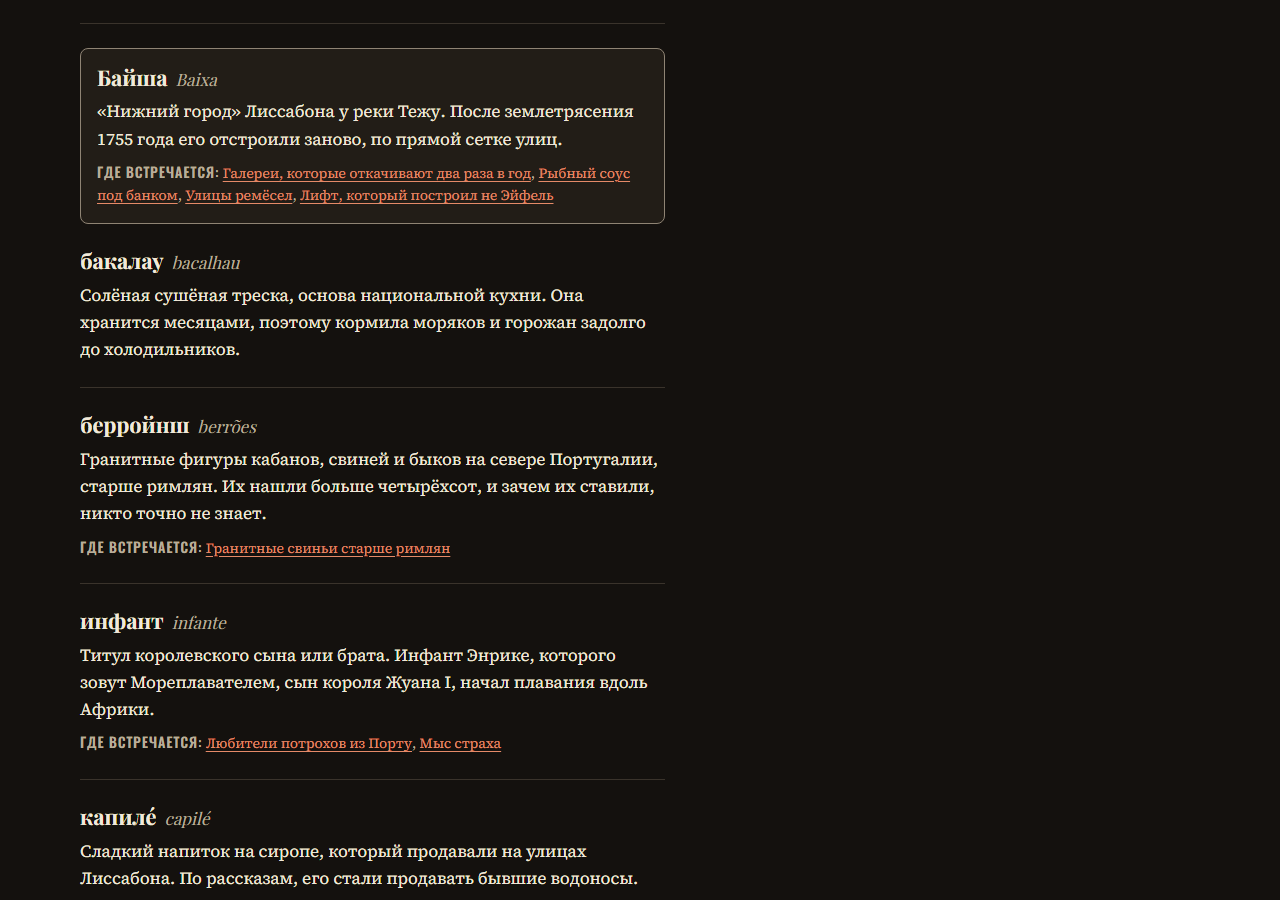 Байша Baixa
«Нижний город» Лиссабона у реки Тежу. После землетрясения
1755 года его отстроили заново, по прямой сетке улиц.
ГДЕ ВСТРЕЧАЕТСЯ: Галереи, которые откачивают два раза в год, Рыбный соус
под банком, Улицы ремёсел, Лифт, который построил не Эйфель
бакалау bacalhau
Солёная сушёная треска, основа национальной кухни. Она
хранится месяцами, поэтому кормила моряков и горожан задолго
до холодильников.
берройнш berrões
Гранитные фигуры кабанов, свиней и быков на севере Португалии,
старше римлян. Их нашли больше четырёхсот, и зачем их ставили,
никто точно не знает.
ГДЕ ВСТРЕЧАЕТСЯ: Гранитные свиньи старше римлян
инфант infante
Титул королевского сына или брата. Инфант Энрике, которого
зовут Мореплавателем, сын короля Жуана I, начал плавания вдоль
Африки.
ГДЕ ВСТРЕЧАЕТСЯ: Любители потрохов из Порту, Мыс страха
капиле́ capilé
Сладкий напиток на сиропе, который продавали на улицах
Лиссабона. По рассказам, его стали продавать бывшие водоносы.